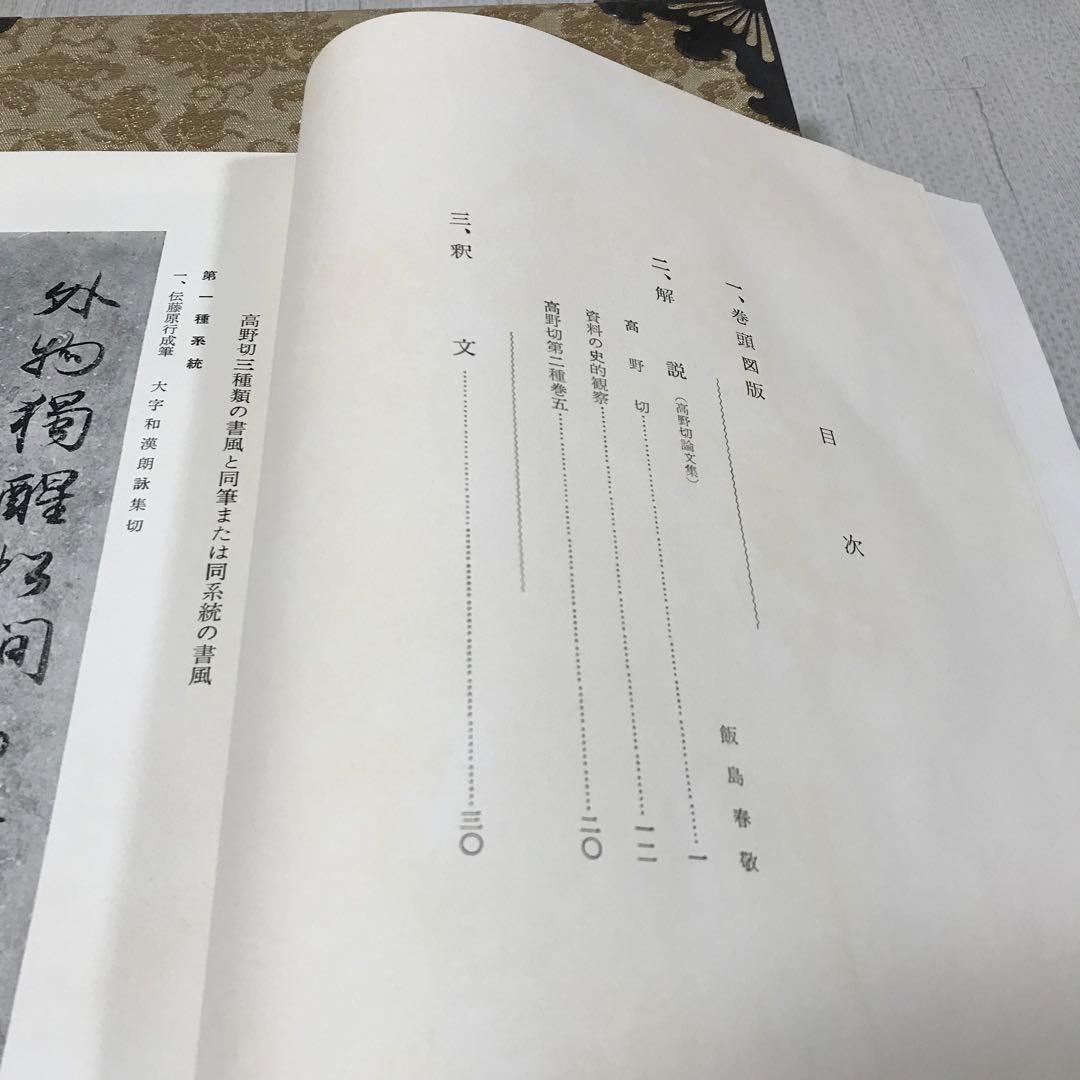 目次
一、巻頭図版
二、解説(高野切論文集) 飯島春敬
高野切……一
資料の史的観察……一二
高野切第二種巻五……二〇
三、釈文……三〇
高野切三種類の書風と同筆または同系統の書風
第一種系統
一、伝藤原行成筆 大字和漢朗詠集切
外物獨醒松間